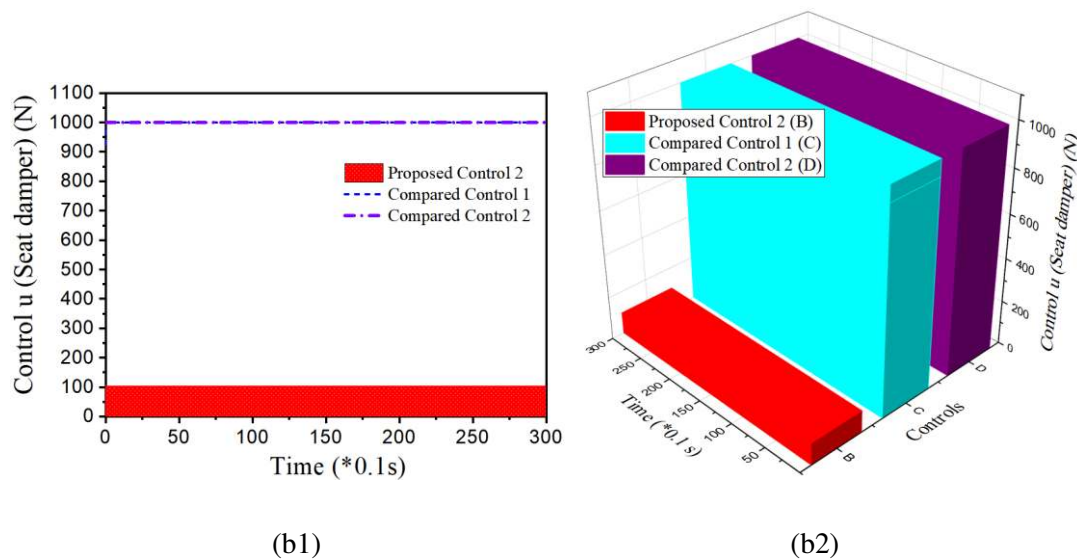 1100
1000
900
800
700
600
500
400
300
200
100
0
Control u (Seat damper) (N)
Proposed Control 2
Compared Control 1
Compared Control 2
0 50 100 150 200 250 300
Time (*0.1s)
(b1)
Proposed Control 2 (B)
Compared Control 1 (C)
Compared Control 2 (D)
1000
800
600
400
200
0
Control u (Seat damper) (N)
300
250
200
150
100
50
Time (*0.1 s)
B
C
D
Controls
(b2)